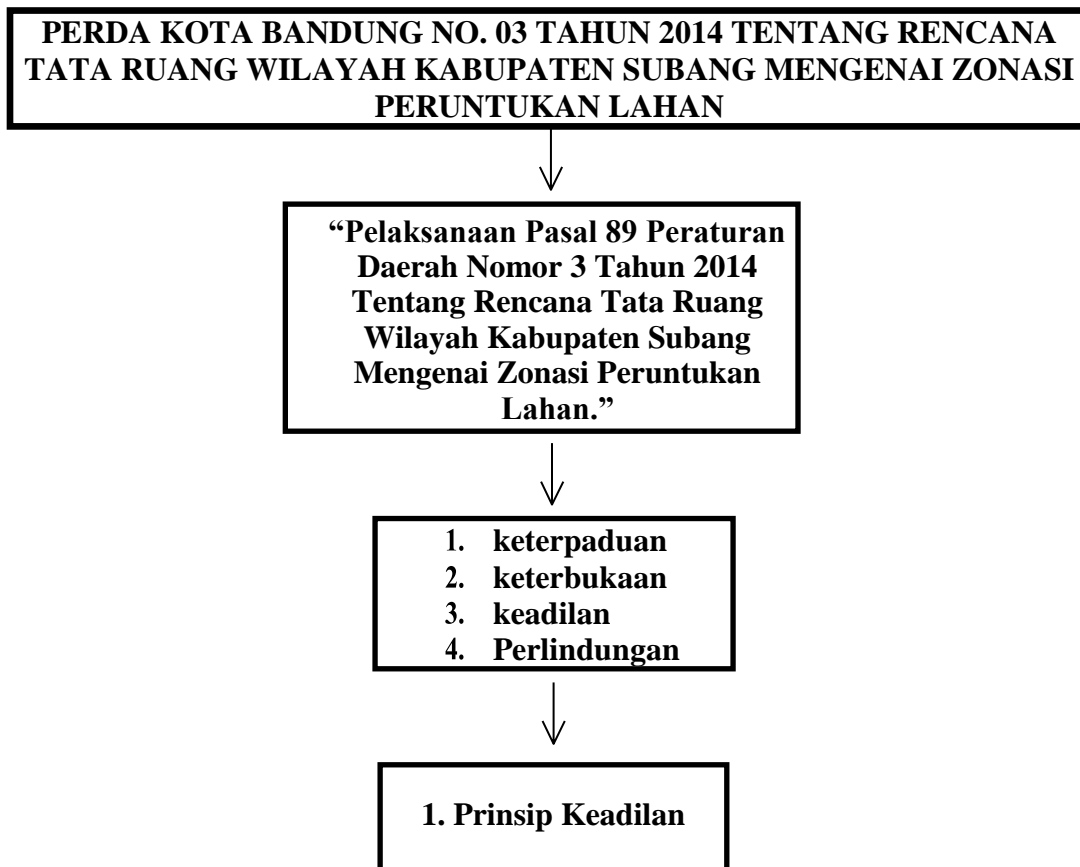 PERDA KOTA BANDUNG NO. 03 TAHUN 2014 TENTANG RENCANA
TATA RUANG WILAYAH KABUPATEN SUBANG MENGENAI ZONASI
PERUNTUKAN LAHAN
“Pelaksanaan Pasal 89 Peraturan
Daerah Nomor 3 Tahun 2014
Tentang Rencana Tata Ruang
Wilayah Kabupaten Subang
Mengenai Zonasi Peruntukan
Lahan.”
1. keterpaduan
2. keterbukaan
3. keadilan
4. Perlindungan
1. Prinsip Keadilan